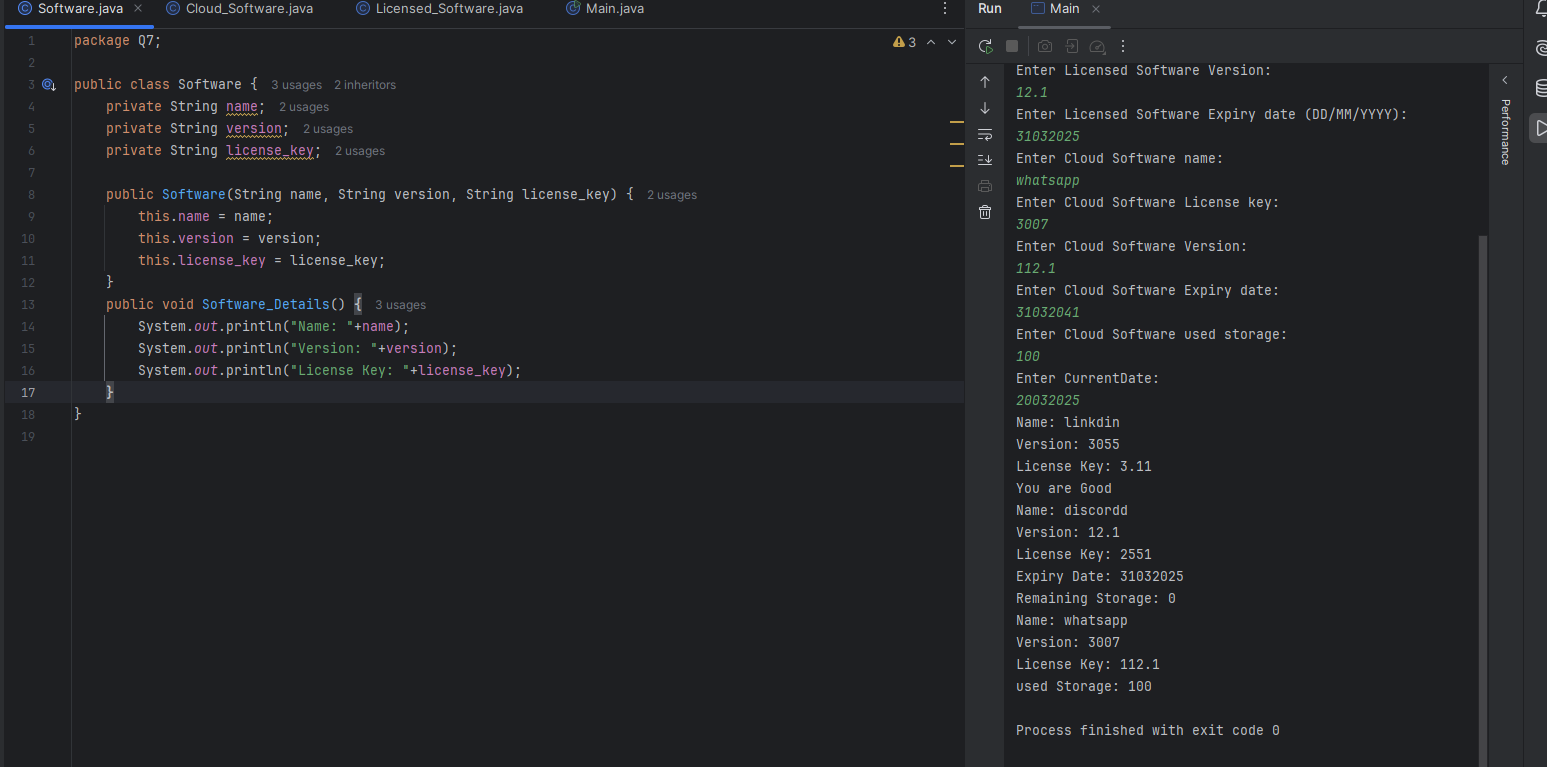 Software.java
Cloud_Software.java
Licensed_Software.java
Main.java
3
1 package Q7;
2
3 public class Software { 3 usages 2 inheritors
4 private String name; 2 usages
5 private String version; 2 usages
6 private String license_key; 2 usages
7
8 public Software(String name, String version, String license_key) { 2 usages
9 this.name = name;
10 this.version = version;
11 this.license_key = license_key;
12 }
13 public void Software_Details() { 3 usages
14 System.out.println("Name: "+name);
15 System.out.println("Version: "+version);
16 System.out.println("License Key: "+license_key);
17 }
18 }
19
Run Main
Enter Licensed Software Version:
12.1
Enter Licensed Software Expiry date (DD/MM/YYYY):
31032025
Enter Cloud Software name:
whatsapp
Enter Cloud Software License key:
3007
Enter Cloud Software Version:
112.1
Enter Cloud Software Expiry date:
31032041
Enter Cloud Software used storage:
100
Enter CurrentDate:
20032025
Name: linkdin
Version: 3055
License Key: 3.11
You are Good
Name: discordd
Version: 12.1
License Key: 2551
Expiry Date: 31032025
Remaining Storage: 0
Name: whatsapp
Version: 3007
License Key: 112.1
used Storage: 100
Process finished with exit code 0
Performance